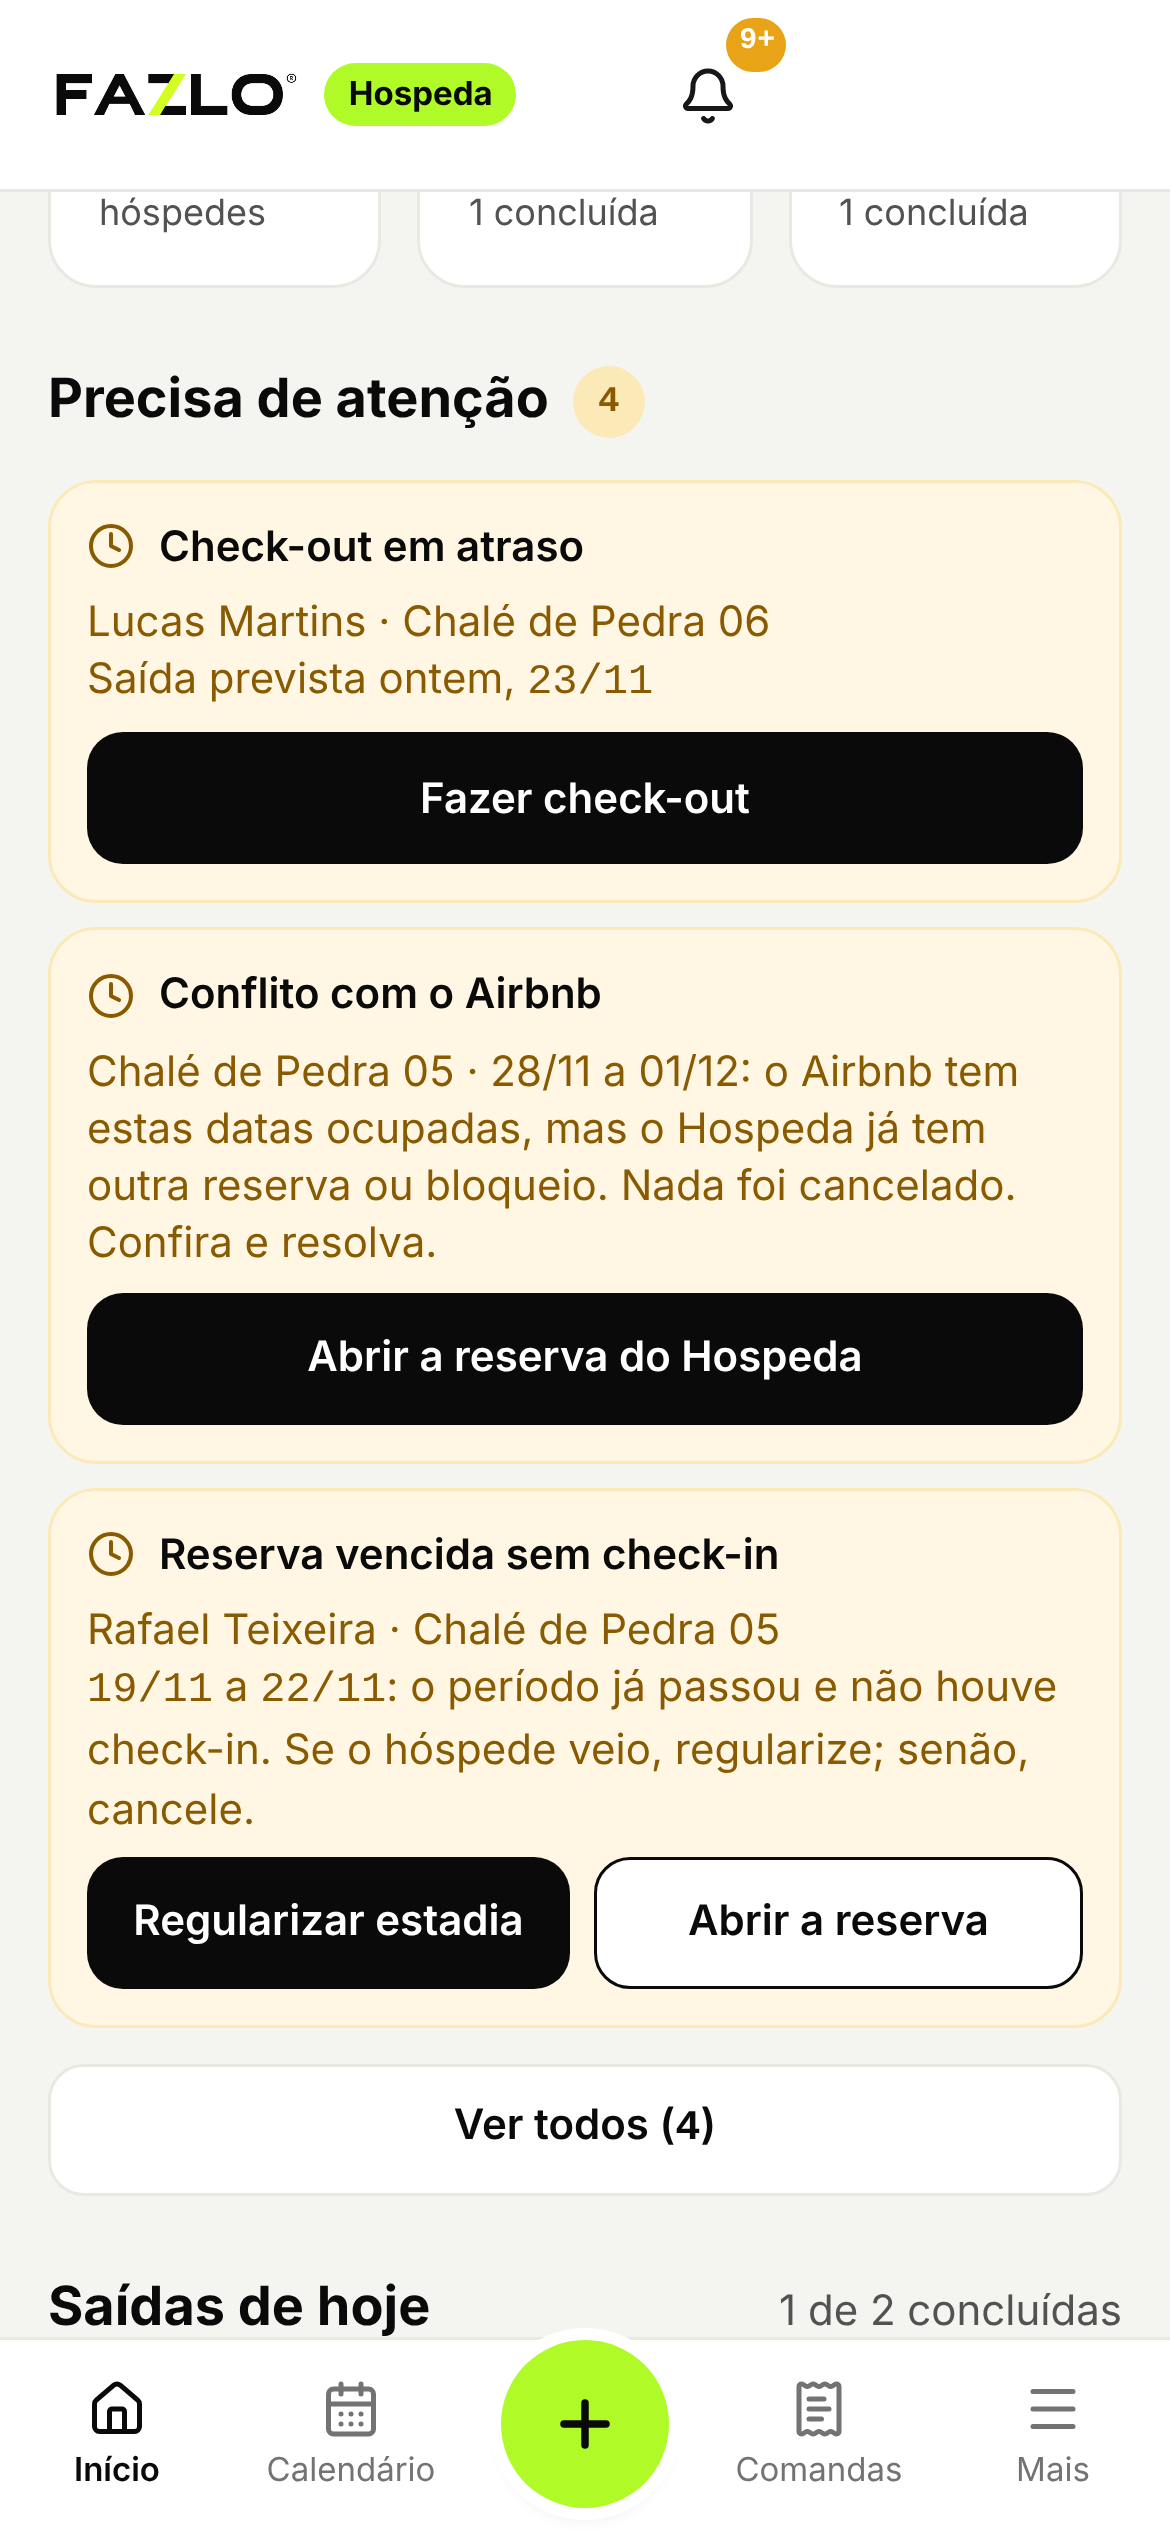 FAZLO®
Hospeda
9+
hóspedes
1 concluída
1 concluída
Precisa de atenção
4
Check-out em atraso
Lucas Martins · Chalé de Pedra 06
Saída prevista ontem, 23/11
Fazer check-out
Conflito com o Airbnb
Chalé de Pedra 05 · 28/11 a 01/12: o Airbnb tem
estas datas ocupadas, mas o Hospeda já tem
outra reserva ou bloqueio. Nada foi cancelado.
Confira e resolva.
Abrir a reserva do Hospeda
Reserva vencida sem check-in
Rafael Teixeira · Chalé de Pedra 05
19/11 a 22/11: o período já passou e não houve
check-in. Se o hóspede veio, regularize; senão,
cancele.
Regularizar estadia
Abrir a reserva
Ver todos (4)
Saídas de hoje
1 de 2 concluídas
Início
Calendário
Comandas
Mais